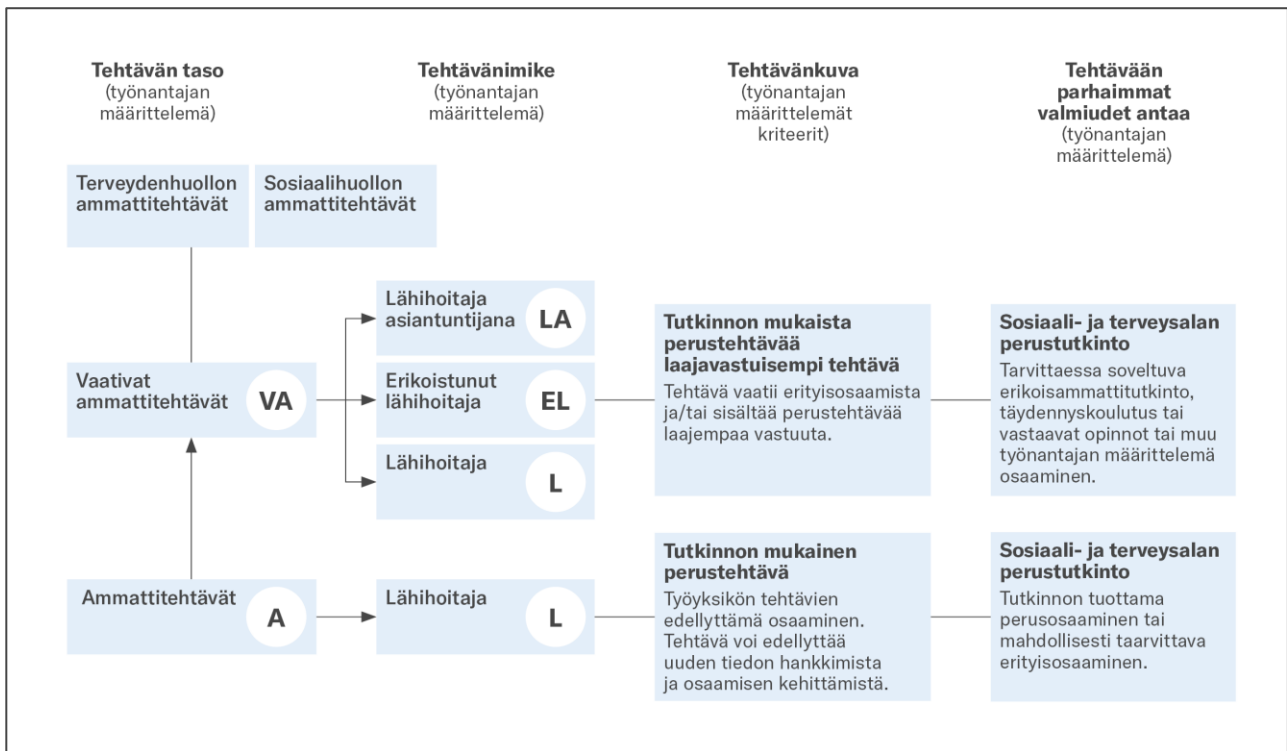 Tehtävän taso
(työnantajan
määrittelemä)
Tehtävänimike
(työnantajan
määrittelemä)
Tehtävänkuva
(työnantajan
määrittelemät
kriteerit)
Tehtävään
parhaimmat
valmiudet antaa
(työnantajan
määrittelemä)
Terveydenhuollon
ammattitehtävät
Sosiaalihuollon
ammattitehtävät
Vaativat
ammattitehtävät
VA
Lähihoitaja
asiantuntijana
LA
Erikoistunut
lähihoitaja
EL
Lähihoitaja
L
Tutkinnon mukaista
perustehtävää
laajavastuisempi tehtävä
Tehtävä vaatii erityisosaamista
ja/tai sisältää perustehtävää
laajempaa vastuuta.
Sosiaali- ja terveysalan
perustutkinto
Tarvittaessa soveltuva
erikoisammattitutkinto,
täydennyskoulutus tai
vastaavat opinnot tai muu
työnantajan määrittelemä
osaaminen.
Ammattitehtävät
A
Lähihoitaja
L
Tutkinnon mukainen
perustehtävä
Työyksikön tehtävien
edellyttämä osaaminen.
Tehtävä voi edellyttää
uuden tiedon hankkimista
ja osaamisen kehittämistä.
Sosiaali- ja terveysalan
perustutkinto
Tutkinnon tuottama
perusosaaminen tai
mahdollisesti taarvittava
erityisosaaminen.